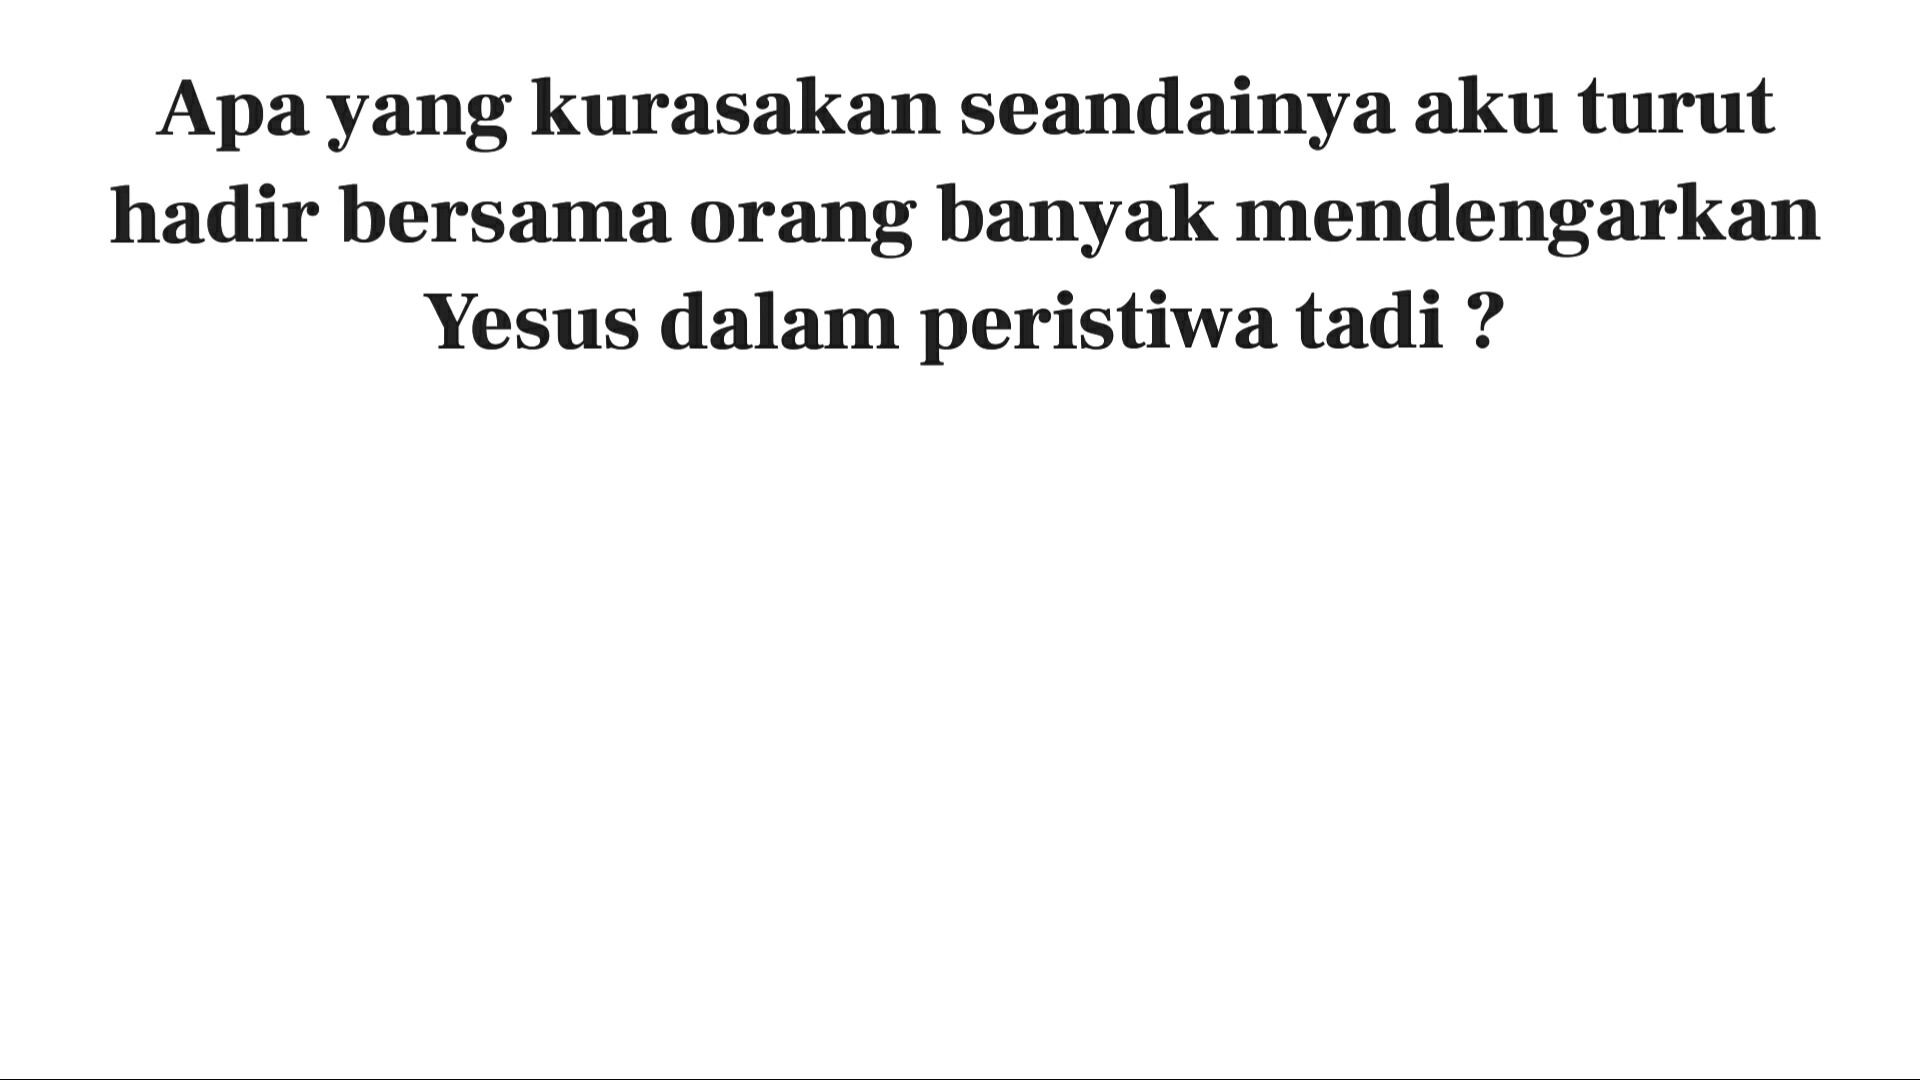 Apa yang kurasakan seandainya aku turut
hadir bersama orang banyak mendengarkan
Yesus dalam peristiwa tadi ?